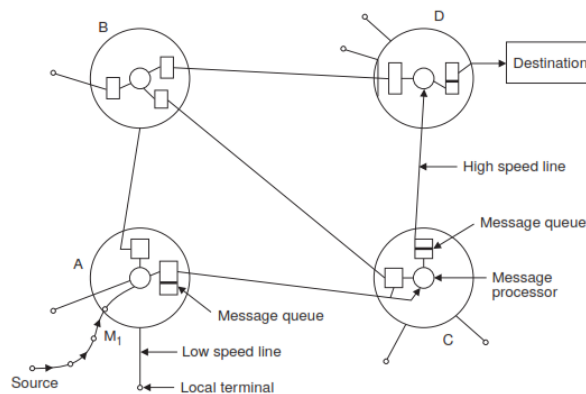 B
D
Destination
High speed line
Message queue
A
Message
processor
Message queue
M1
C
Low speed line
Source
Local terminal